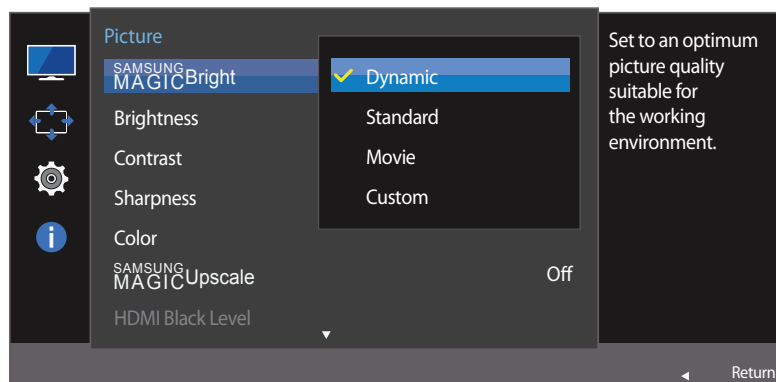 Picture
SAMSUNG
MAGICBright
Brightness
Contrast
Sharpness
Color
SAMSUNG
MAGICUpscale
Off
HDMI Black Level
Dynamic
Standard
Movie
Custom
Set to an optimum
picture quality
suitable for
the working
environment.
Return